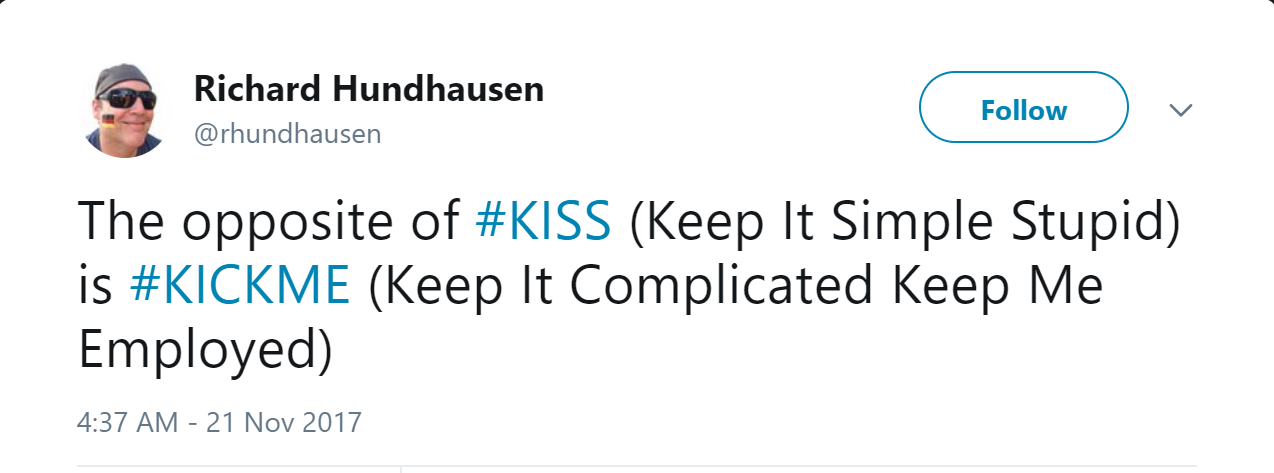 Richard Hundhausen
@rhundhausen
Follow
The opposite of #KISS (Keep It Simple Stupid)
is #KICKME (Keep It Complicated Keep Me
Employed)
4:37 AM - 21 Nov 2017